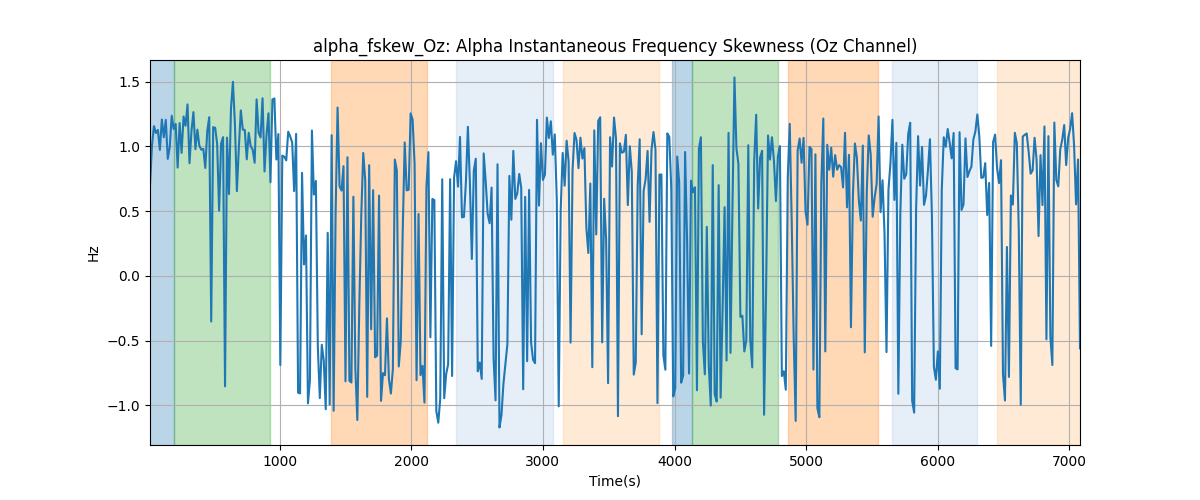 alpha_fskew_Oz: Alpha Instantaneous Frequency Skewness (Oz Channel)
1.5
1.0
0.5
0.0
−0.5
−1.0
Hz
1000 2000 3000 4000 5000 6000 7000
Time(s)